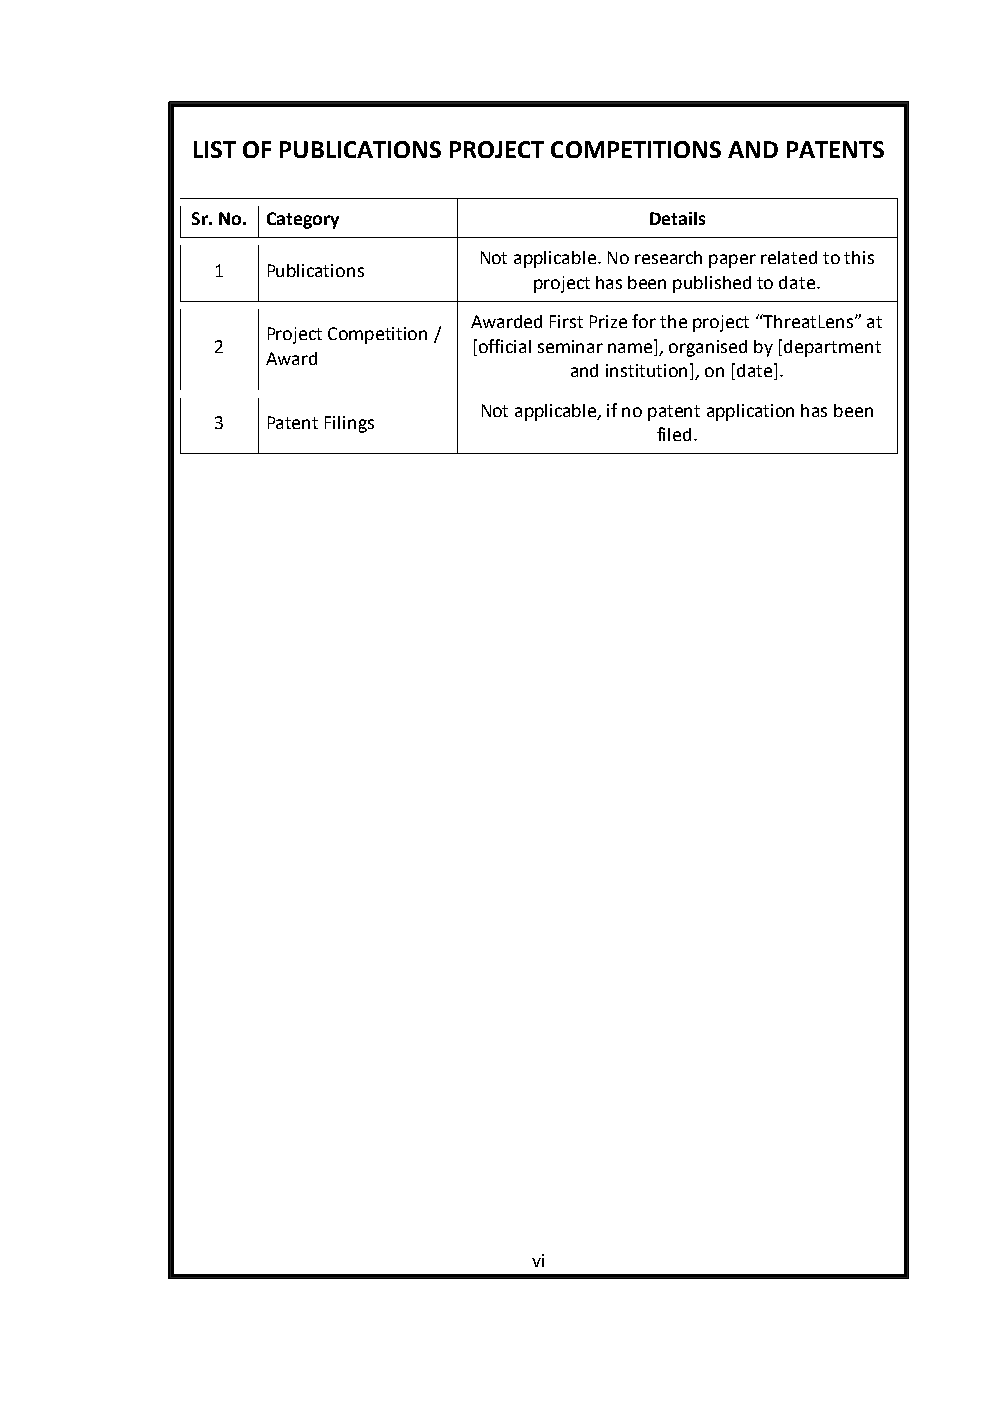 LIST OF PUBLICATIONS PROJECT COMPETITIONS AND PATENTS
Sr. No. Category Details
1 Publications Not applicable. No research paper related to this
project has been published to date.
2 Project Competition /
Award Awarded First Prize for the project “ThreatLens” at
[official seminar name], organised by [department
and institution], on [date].
3 Patent Filings Not applicable, if no patent application has been
filed.
vi